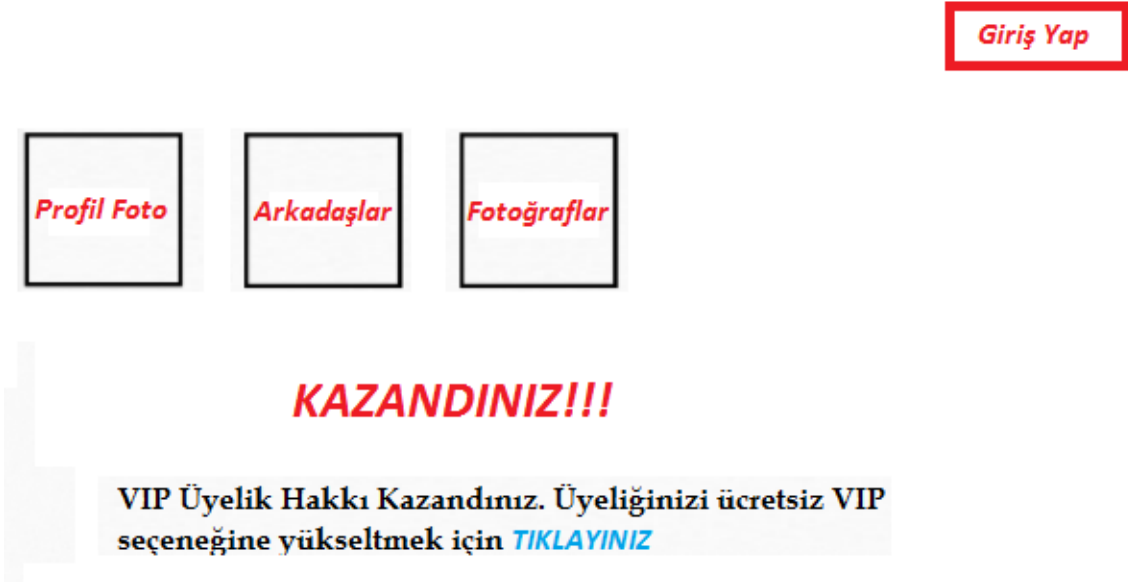 Giriş Yap
Profil Foto
Arkadaşlar
Fotoğraflar
KAZANDINIZ!!!
VIP Üyelik Hakkı Kazandınız. Üyeliğinizi ücretsiz VIP
seçeneğine yükseltmek için TIKLAYINIZ